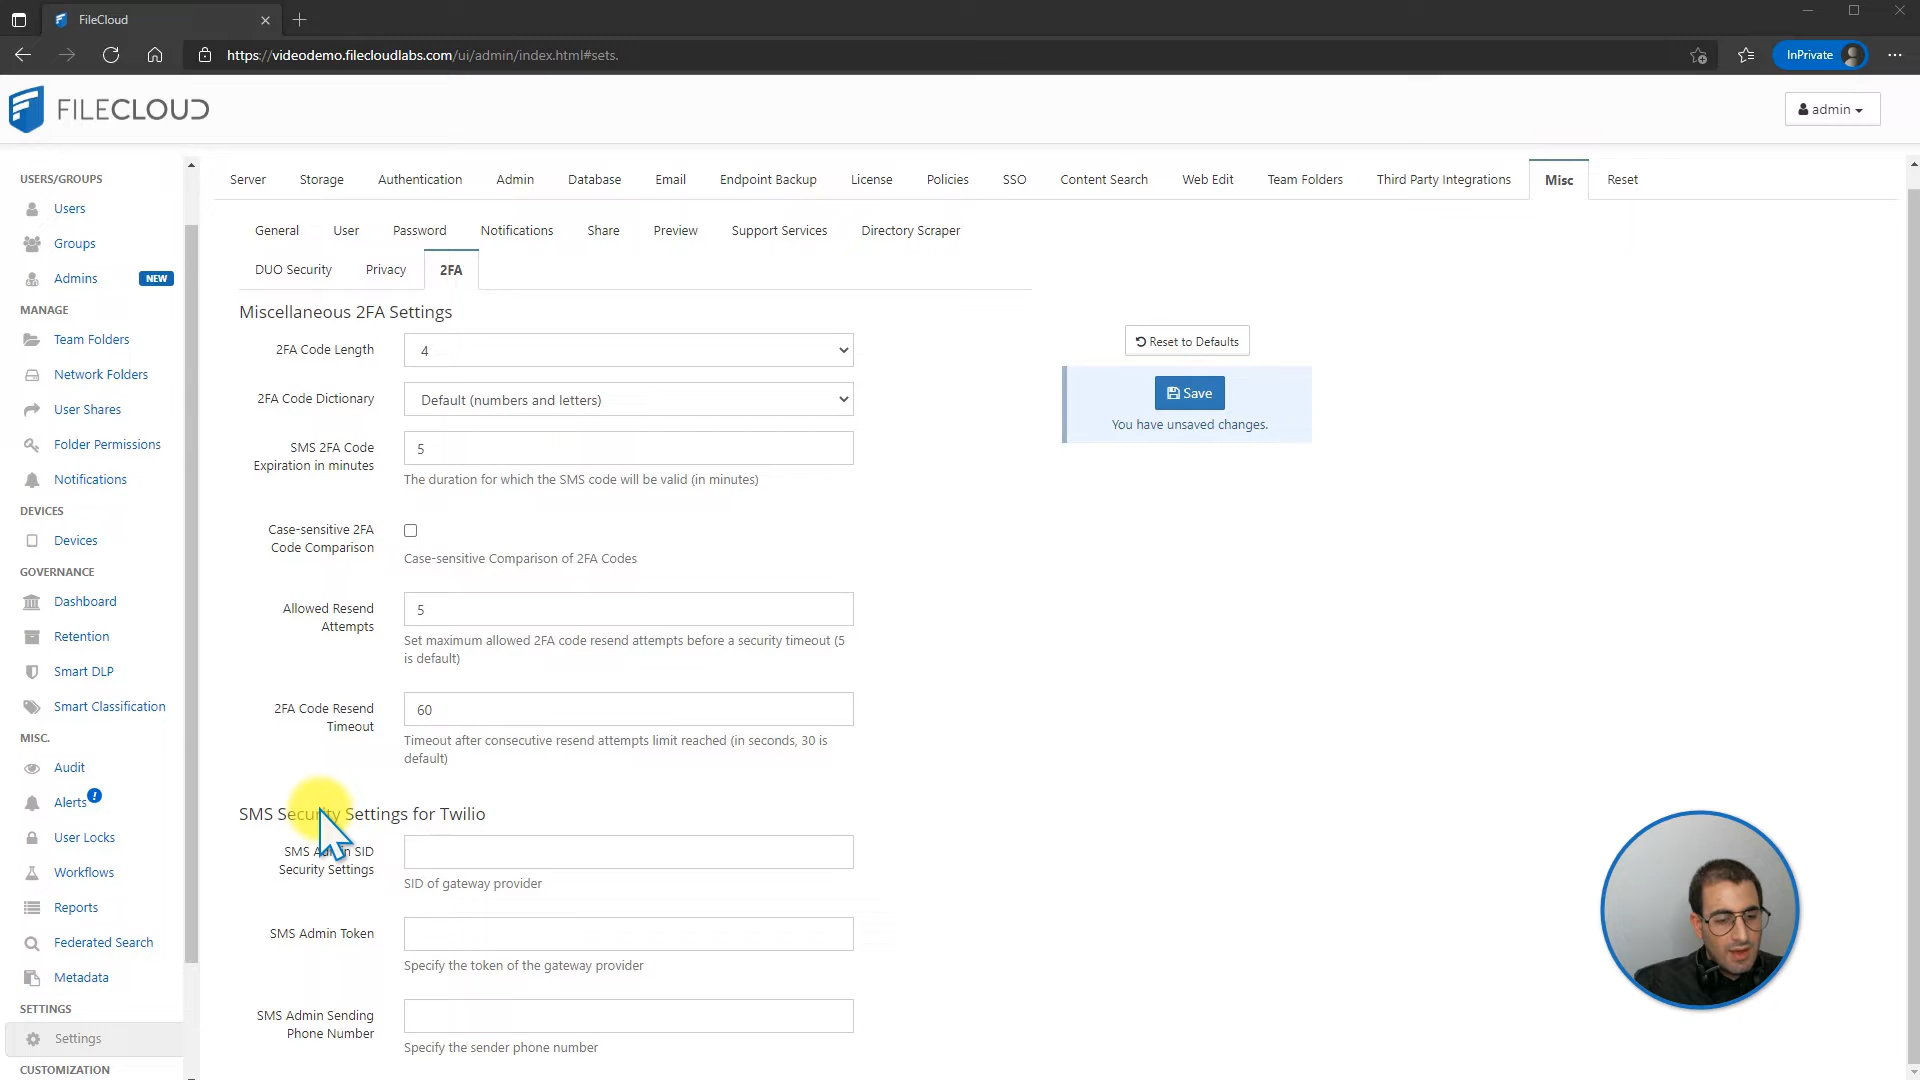 FileCloud
https://videodemo.filecloudlabs.com/ui/admin/index.html#sets.
InPrivate
FILECLOUD
admin
USERS/GROUPS
Users
Groups
Admins NEW
MANAGE
Team Folders
Network Folders
User Shares
Folder Permissions
Notifications
DEVICES
Devices
GOVERNANCE
Dashboard
Retention
Smart DLP
Smart Classification
MISC.
Audit
Alerts
User Locks
Workflows
Reports
Federated Search
Metadata
SETTINGS
Settings
CUSTOMIZATION
Server Storage Authentication Admin Database Email Endpoint Backup License Policies SSO Content Search Web Edit Team Folders Third Party Integrations Misc Reset
General User Password Notifications Share Preview Support Services Directory Scraper
DUO Security Privacy 2FA
Miscellaneous 2FA Settings
2FA Code Length 4
2FA Code Dictionary Default (numbers and letters)
SMS 2FA Code
Expiration in minutes
5
The duration for which the SMS code will be valid (in minutes)
Case-sensitive 2FA
Code Comparison
Case-sensitive Comparison of 2FA Codes
Allowed Resend
Attempts
5
Set maximum allowed 2FA code resend attempts before a security timeout (5
is default)
2FA Code Resend
Timeout
60
Timeout after consecutive resend attempts limit reached (in seconds, 30 is
default)
SMS Security Settings for Twilio
SMS Admin SID
Security Settings
SID of gateway provider
SMS Admin Token
Specify the token of the gateway provider
SMS Admin Sending
Phone Number
Specify the sender phone number
Reset to Defaults
Save
You have unsaved changes.